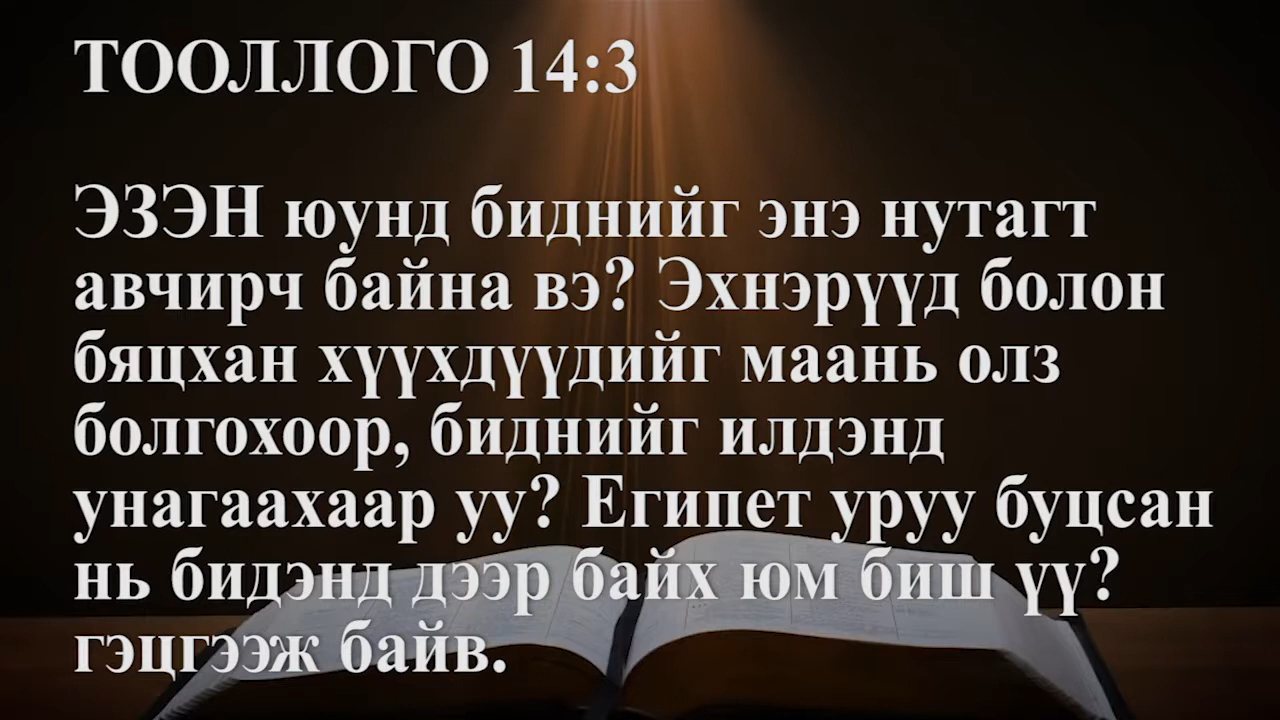 ТООЛЛОГО 14:3
ЭЗЭН юунд биднийг энэ нутагт
авчирч байна вэ? Эхнэрүүд болон
бяцхан хүүхдүүдийг маань олз
болгохоор, биднийг илдэнд
унагаахаар уу? Египет уруу буцсан
нь бидэнд дээр байх юм биш үү?
гэцгээж байв.